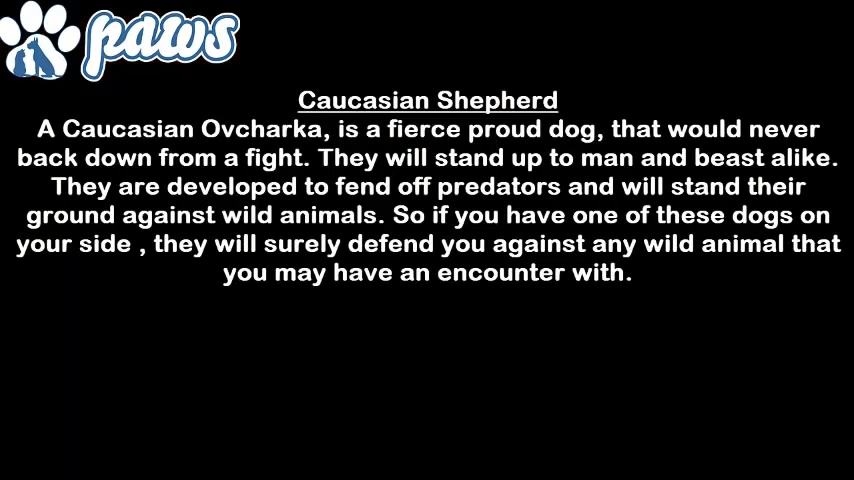 paws
Caucasian Shepherd
A Caucasian Ovcharka, is a fierce proud dog, that would never
back down from a fight. They will stand up to man and beast alike.
They are developed to fend off predators and will stand their
ground against wild animals. So if you have one of these dogs on
your side , they will surely defend you against any wild animal that
you may have an encounter with.